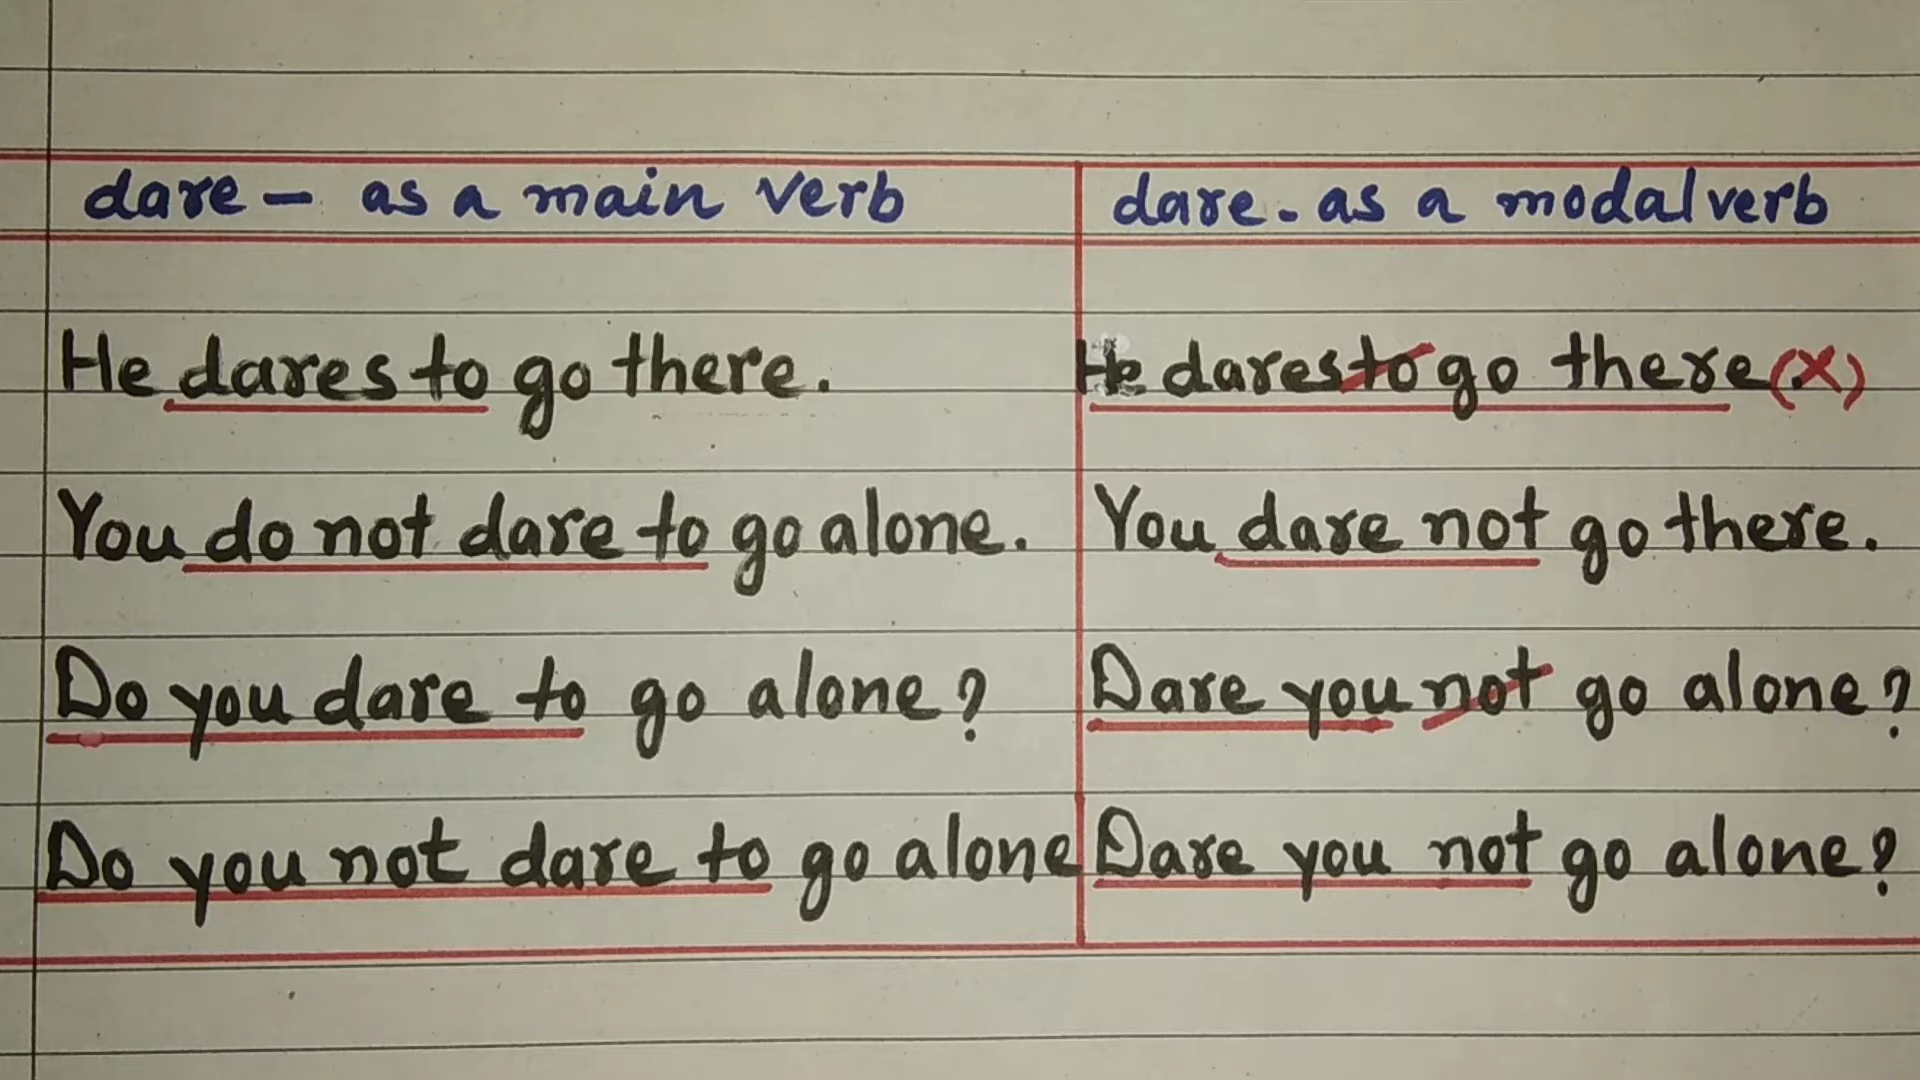 dare - as a main verb
dare - as a modal verb
He dares to go there.
He dares to go there (x)
You do not dare to go alone.
You dare not go there.
Do you dare to go alone?
Dare you not go alone?
Do you not dare to go alone
Dare you not go alone?